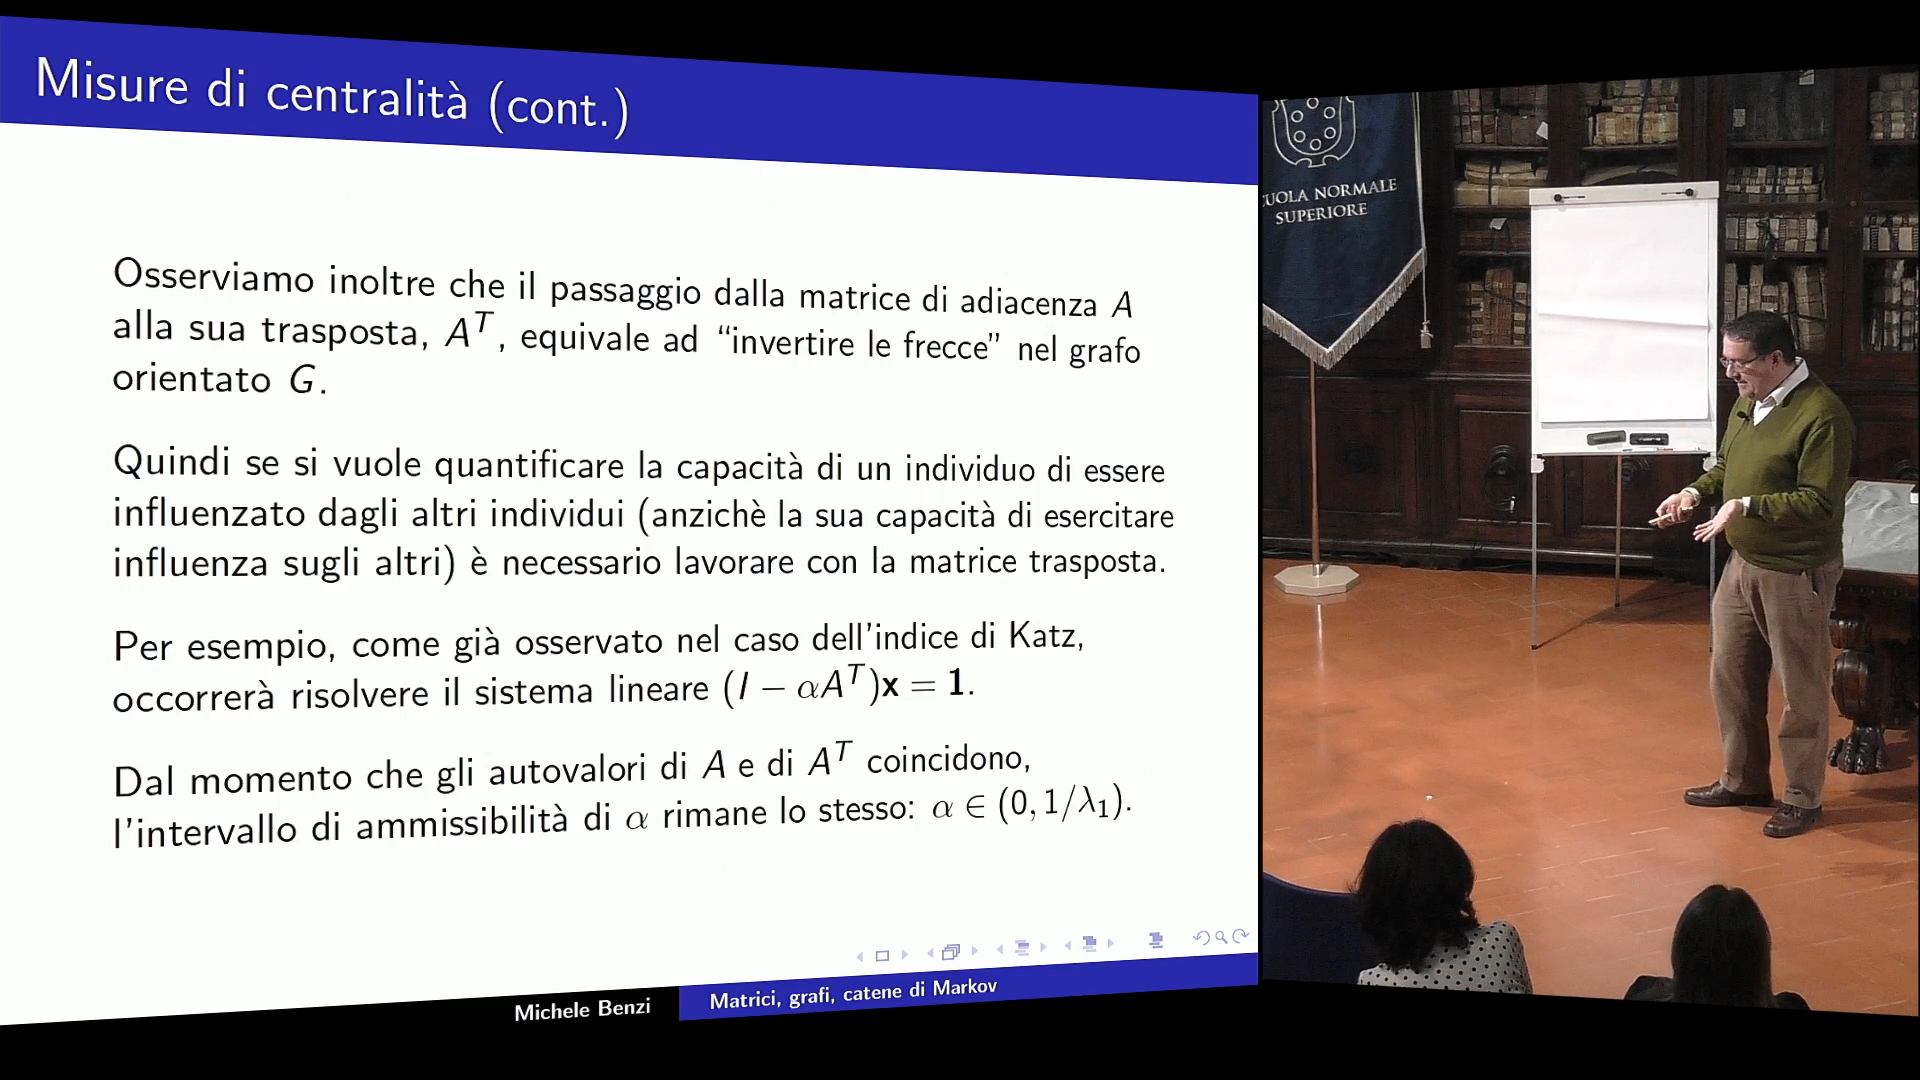 Misure di centralità (cont.)
Osserviamo inoltre che il passaggio dalla matrice di adiacenza A
alla sua trasposta, Aᵀ, equivale ad “invertire le frecce” nel grafo
orientato G.
Quindi se si vuole quantificare la capacità di un individuo di essere
influenzato dagli altri individui (anzichè la sua capacità di esercitare
influenza sugli altri) è necessario lavorare con la matrice trasposta.
Per esempio, come già osservato nel caso dell'indice di Katz,
occorrerà risolvere il sistema lineare (I − αAᵀ)x = 1.
Dal momento che gli autovalori di A e di Aᵀ coincidono,
l'intervallo di ammissibilità di α rimane lo stesso: α ∈ (0, 1/λ₁).
Michele Benzi
Matrici, grafi, catene di Markov
UOLA NORMALE
SUPERIORE